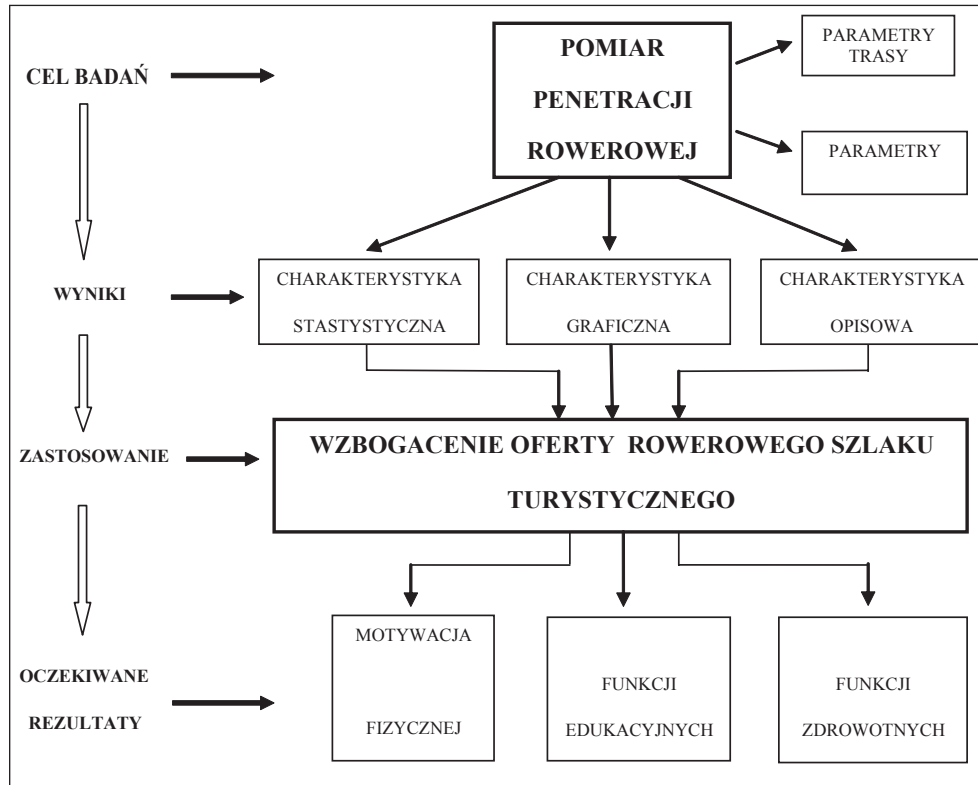 CEL BADAŃ
POMIAR
PENETRACJI
ROWEROWEJ
PARAMETRY
TRASY
PARAMETRY
WYNIKI
CHARAKTERYSTYKA
STASTYSTYCZNA
CHARAKTERYSTYKA
GRAFICZNA
CHARAKTERYSTYKA
OPISOWA
ZASTOSOWANIE
WZBOGACENIE OFERTY ROWEROWEGO SZLAKU
TURYSTYCZNEGO
OCZEKIWANE
REZULTATY
MOTYWACJA
FIZYCZNEJ
FUNKCJI
EDUKACYJNYCH
FUNKCJI
ZDROWOTNYCH